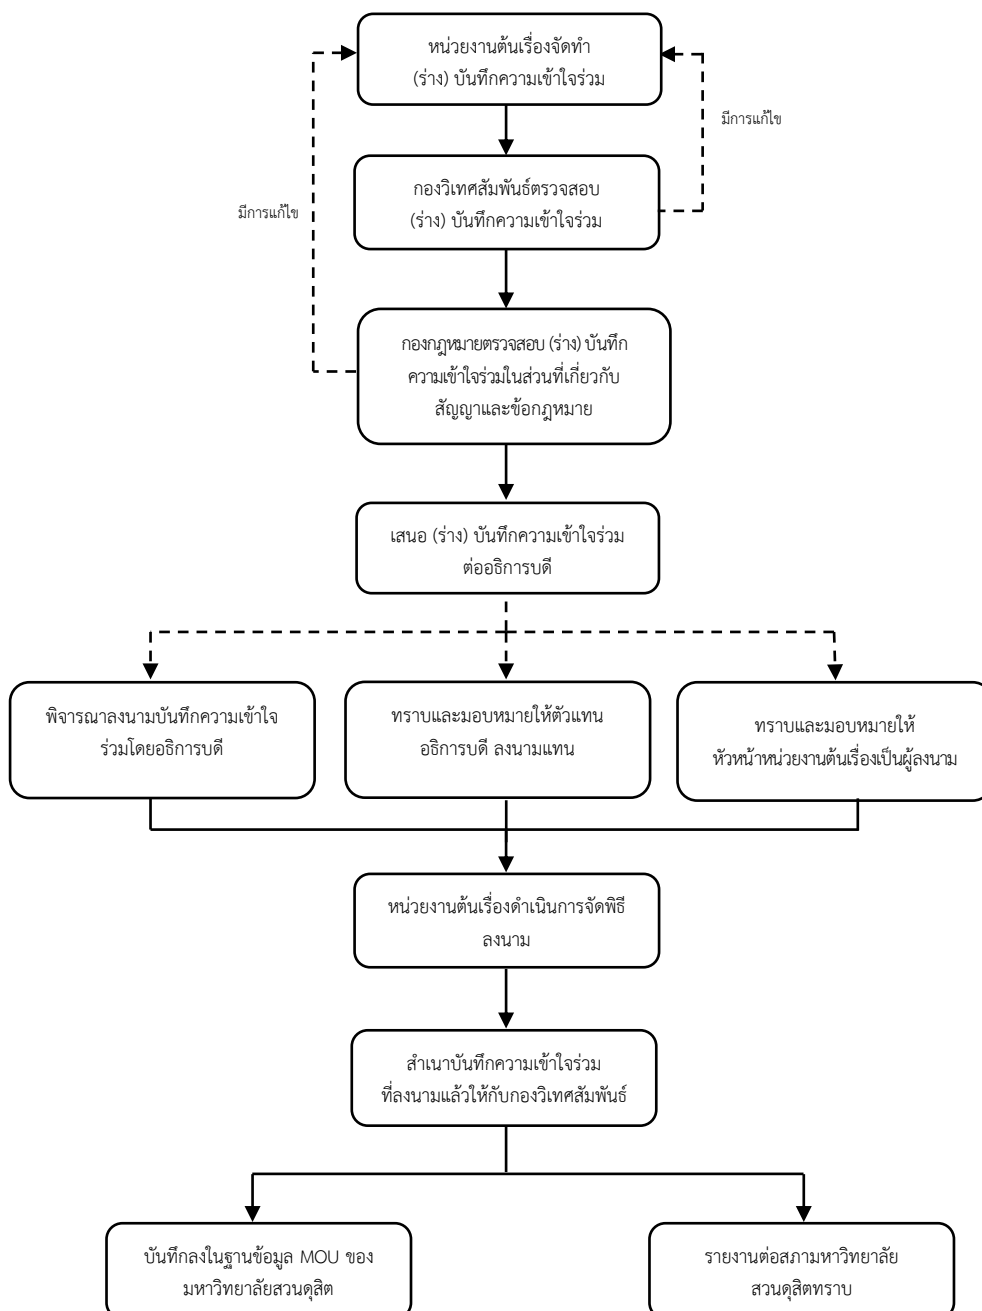 หน่วยงานต้นเรื่องจัดทำ
(ร่าง) บันทึกความเข้าใจร่วม
มีการแก้ไข
กองวิเทศสัมพันธ์ตรวจสอบ
(ร่าง) บันทึกความเข้าใจร่วม
มีการแก้ไข
กองกฎหมายตรวจสอบ (ร่าง) บันทึก
ความเข้าใจร่วมในส่วนที่เกี่ยวกับ
สัญญาและข้อกฎหมาย
เสนอ (ร่าง) บันทึกความเข้าใจร่วม
ต่ออธิการบดี
พิจารณาลงนามบันทึกความเข้าใจ
ร่วมโดยอธิการบดี
ทราบและมอบหมายให้ตัวแทน
อธิการบดี ลงนามแทน
ทราบและมอบหมายให้
หัวหน้าหน่วยงานต้นเรื่องเป็นผู้ลงนาม
หน่วยงานต้นเรื่องดำเนินการจัดพิธี
ลงนาม
สำเนาบันทึกความเข้าใจร่วม
ที่ลงนามแล้วให้กับกองวิเทศสัมพันธ์
บันทึกลงในฐานข้อมูล MOU ของ
มหาวิทยาลัยสวนดุสิต
รายงานต่อสภามหาวิทยาลัย
สวนดุสิตทราบ